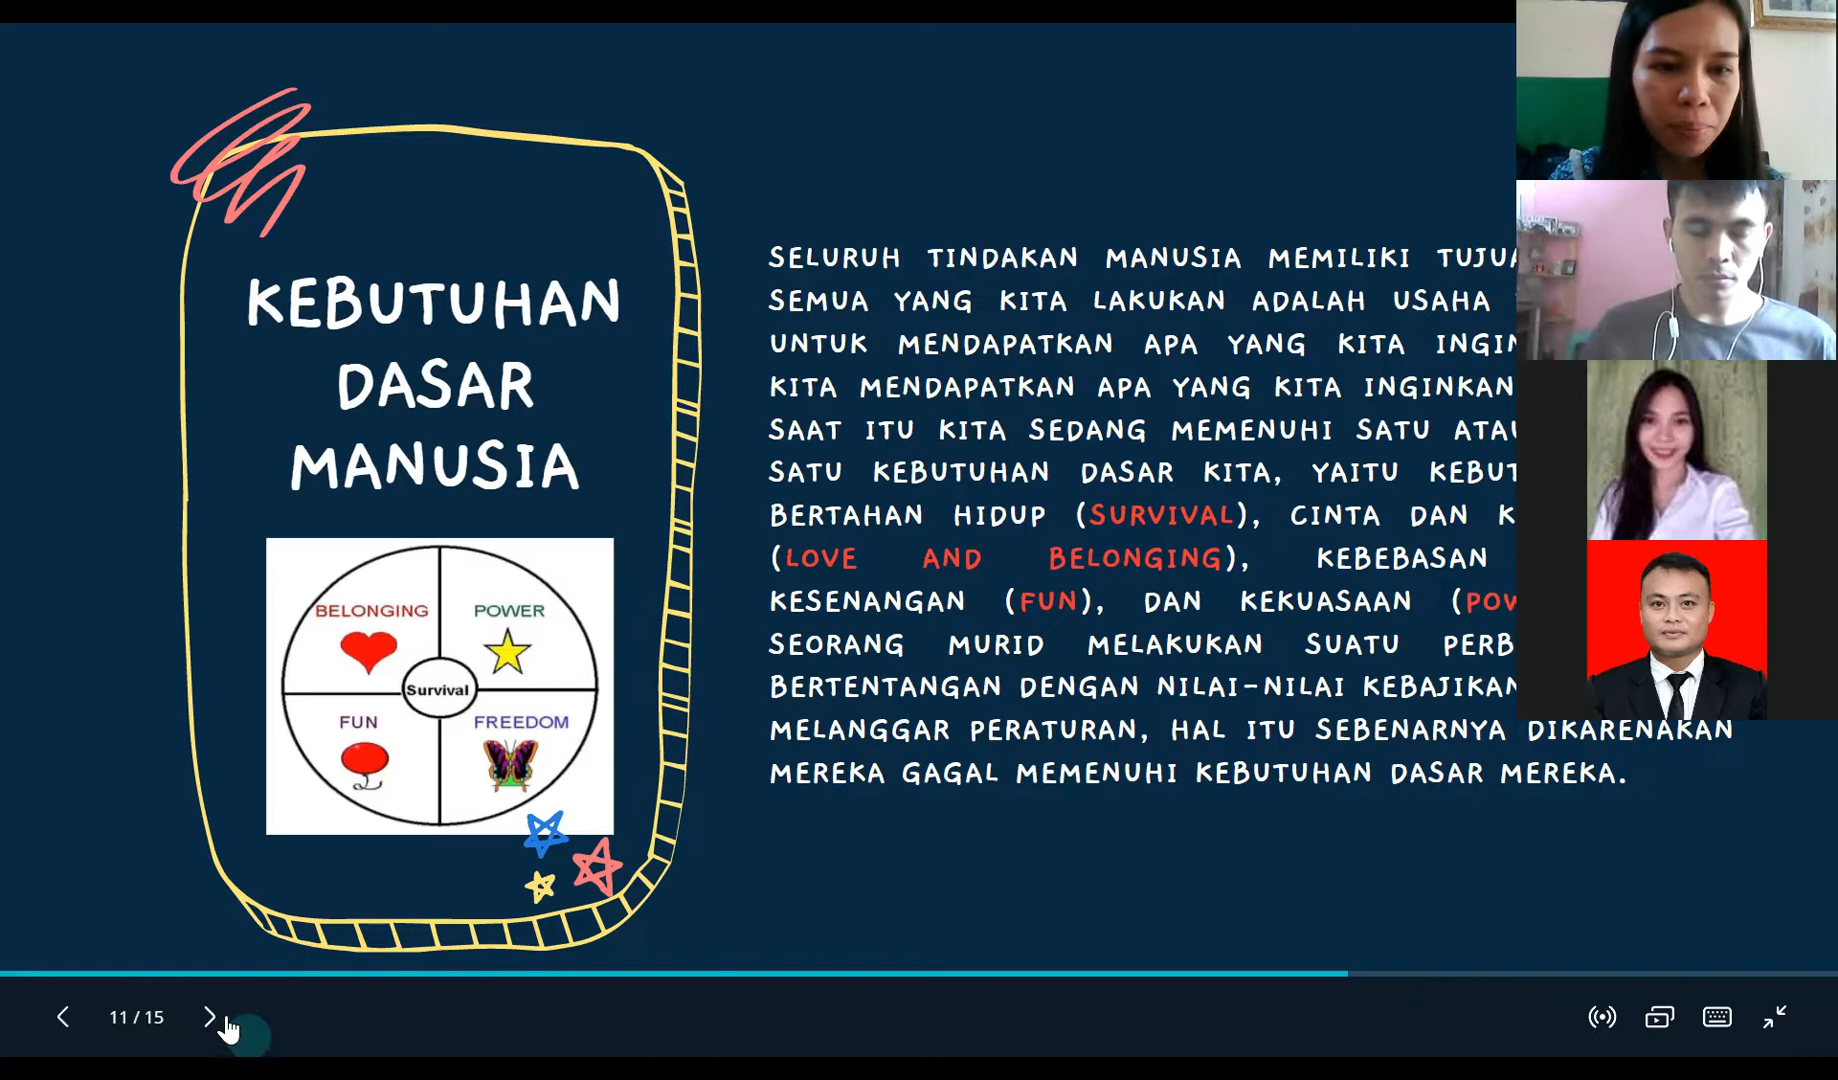 KEBUTUHAN
DASAR
MANUSIA
BELONGING
POWER
Survival
FUN
FREEDOM
SELURUH TINDAKAN MANUSIA MEMILIKI
SEMUA YANG KITA LAKUKAN ADALAH USAHA
UNTUK MENDAPATKAN APA YANG KITA
KITA MENDAPATKAN APA YANG KITA INGINKAN
SAAT ITU KITA SEDANG MEMENUHI SATU
SATU KEBUTUHAN DASAR KITA, YAITU
BERTAHAN HIDUP (SURVIVAL), CINTA DAN
(LOVE AND BELONGING), KEBEBASAN
KESENANGAN (FUN), DAN KEKUASAAN
SEORANG MURID MELAKUKAN SUATU
BERTENTANGAN DENGAN NILAI-NILAI KEBAJIKAN
MELANGGAR PERATURAN, HAL ITU SEBENARNYA DIKARENAKAN
MEREKA GAGAL MEMENUHI KEBUTUHAN DASAR MEREKA.
11 / 15